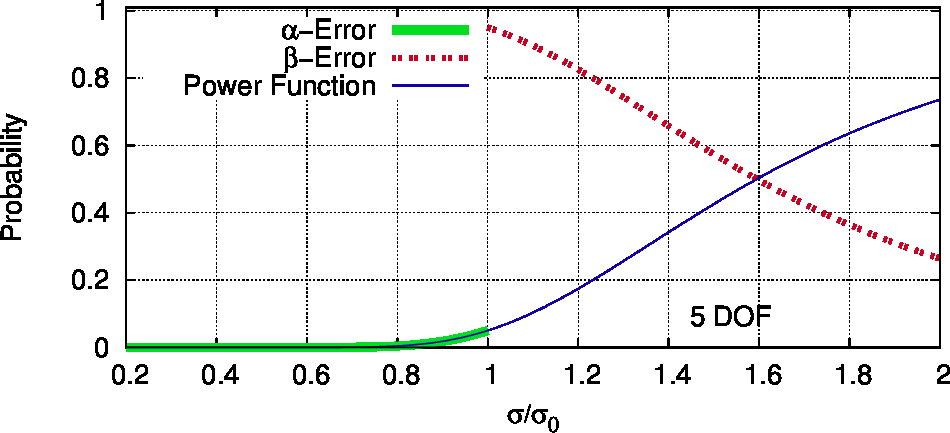 α-Error
β-Error
Power Function
Probability
1
0.8
0.6
0.4
0.2
0
5 DOF
0.2 0.4 0.6 0.8 1 1.2 1.4 1.6 1.8 2
σ/σ₀